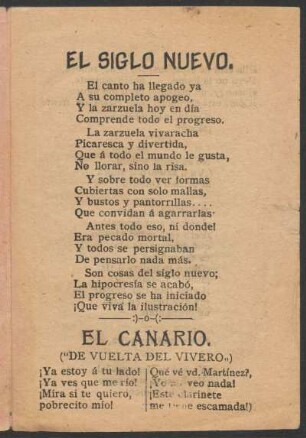 EL SIGLO NUEVO.
El canto ha llegado ya
A su completo apogeo,
Y la zarzuela hoy en día
Comprende todo el progreso.
La zarzuela vivaracha
Picaresca y divertida,
Que á todo el mundo le gusta,
No llorar, sino la risa.
Y sobre todo ver formas
Cubiertas con solo mallas,
Y bustos y pantorrillas....
Que convidan á agarrarlas.
Antes todo eso, ni donde!
Era pecado mortal,
Y todos se persignaban
De pensarlo nada más.
Son cosas del siglo nuevo;
La hipocresía se acabó,
El progreso se ha iniciado
¡Que viva la ilustración!
:)-o-(:
EL CANARIO.
("DE VUELTA DEL VIVERO„)
¡Ya estoy á tu lado!
¡Ya ves que me río!
¡Mira si te quiero,
pobrecito mío!
Qué vé vd. Martínez?,
¡Yo veo nada!
¡Este clarinete
me tiene escamada!)